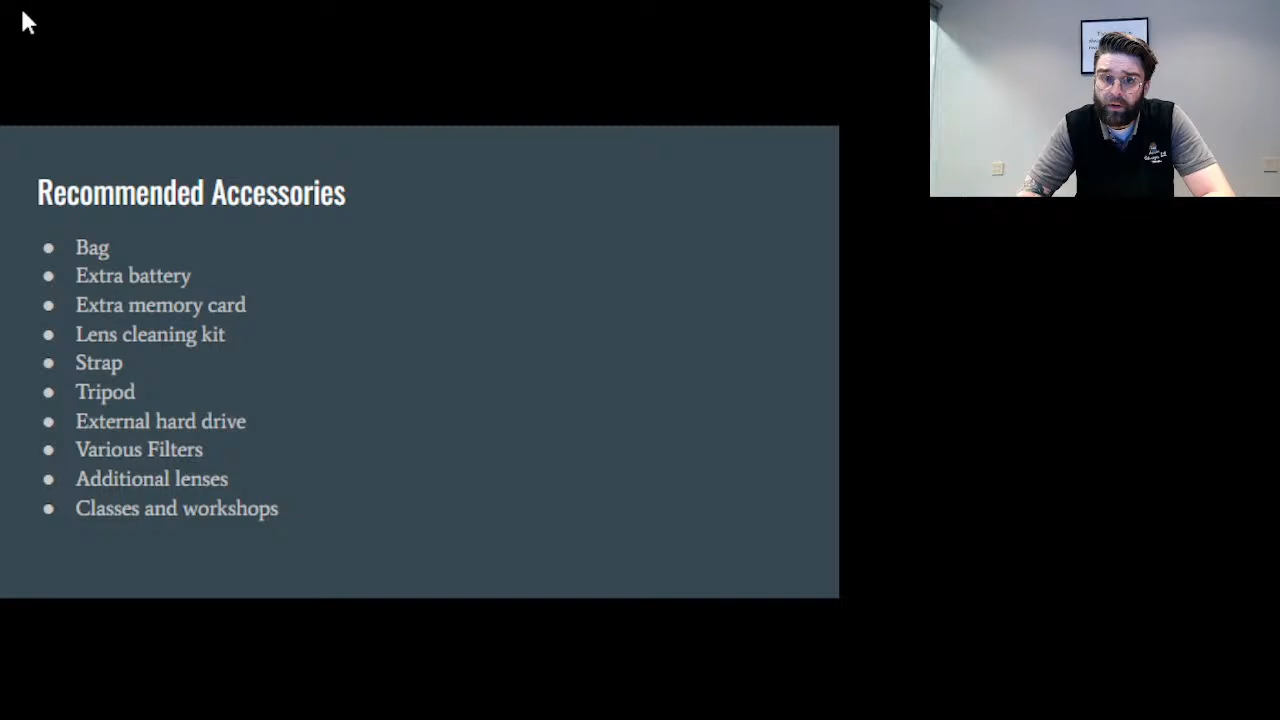 Recommended Accessories
● Bag
● Extra battery
● Extra memory card
● Lens cleaning kit
● Strap
● Tripod
● External hard drive
● Various Filters
● Additional lenses
● Classes and workshops